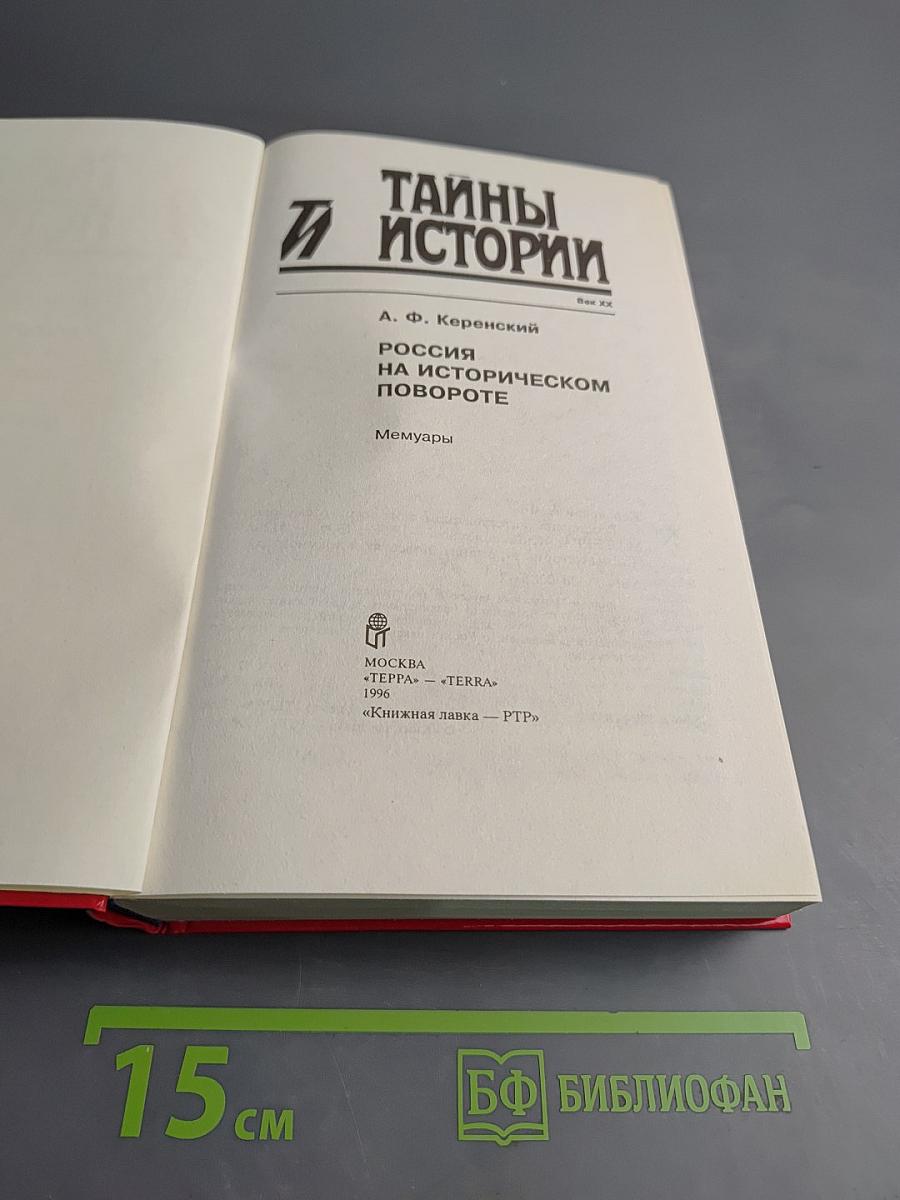 ТАЙНЫ
ТИ ИСТОРИИ
Век XX
А. Ф. Керенский
РОССИЯ
НА ИСТОРИЧЕСКОМ
ПОВОРОТЕ
Мемуары
МОСКВА
«ТЕРРА» — «TERRA»
1996
«Книжная лавка — РТР»
15 см
БФ БИБЛИОФАН